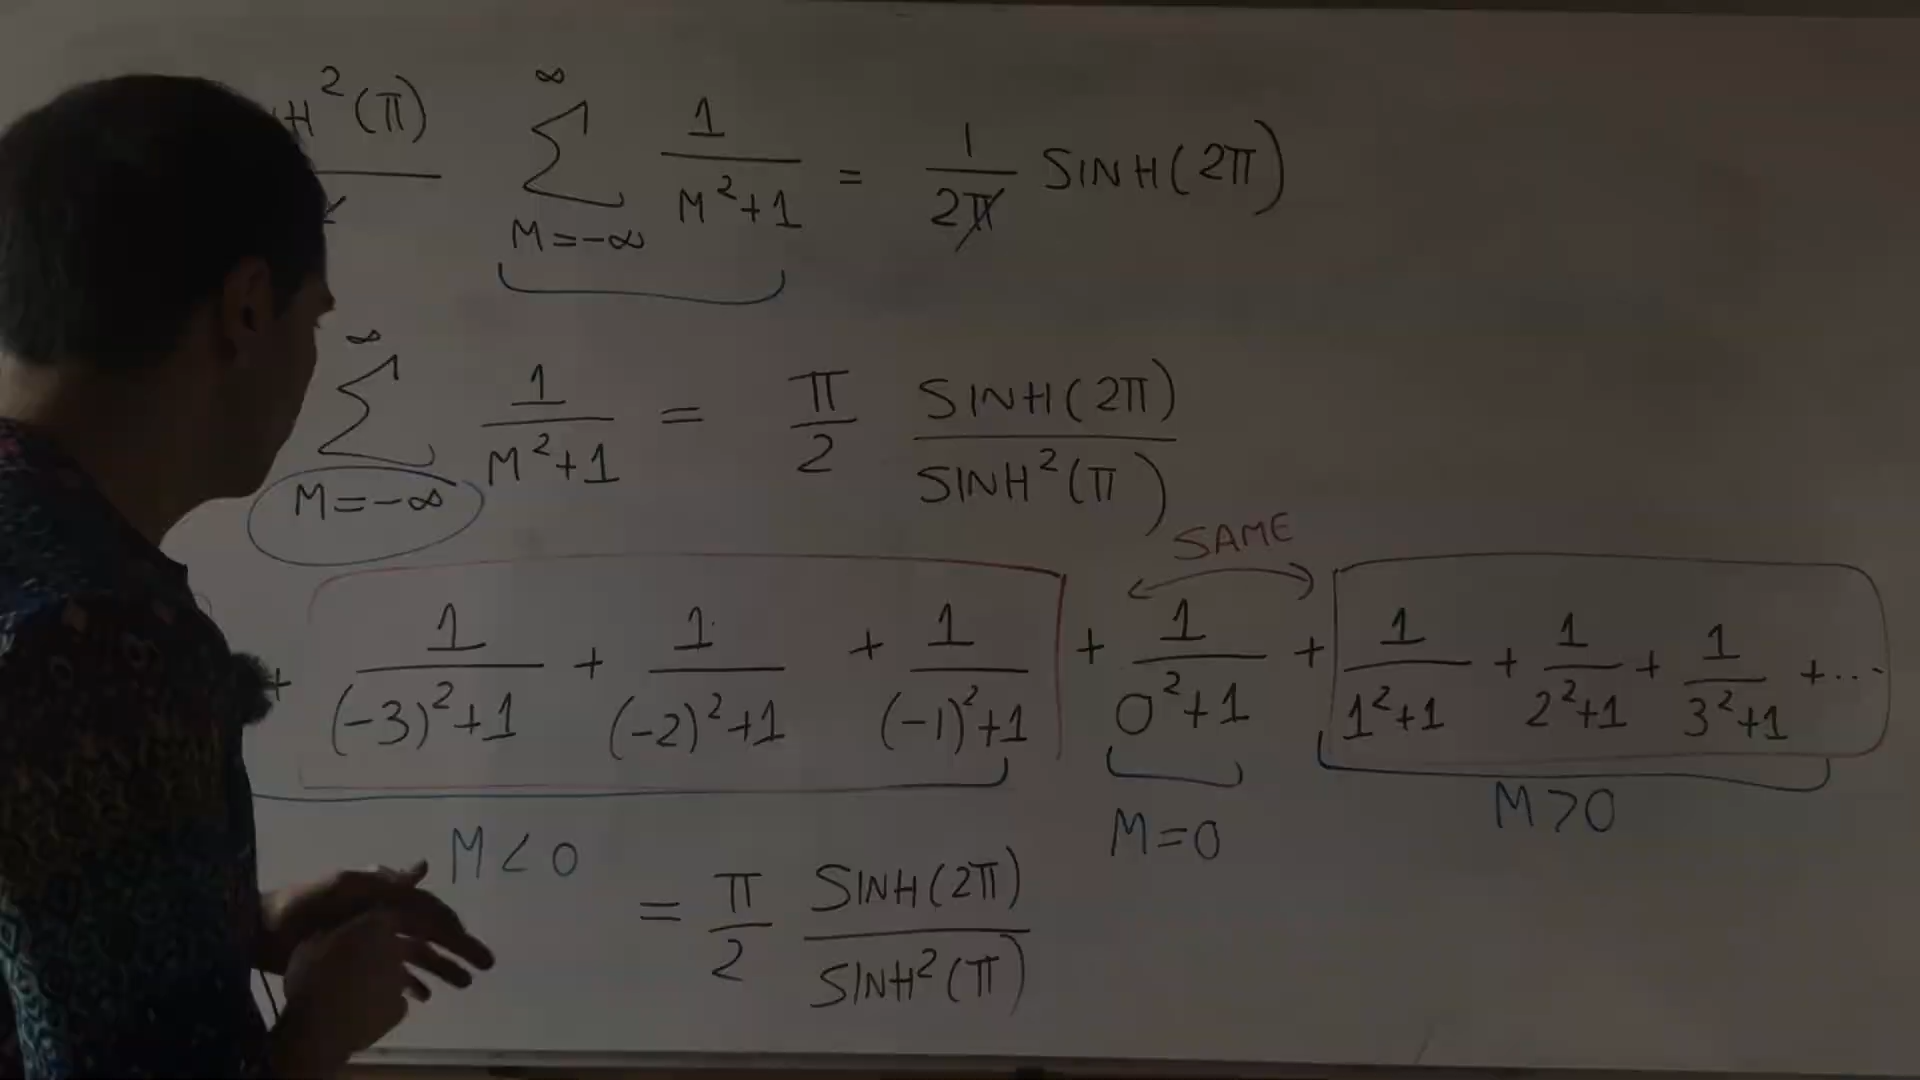 H²(π) ∞ ∑ M=-∞ 1/(M²+1) = 1/(2π) SINH(2π)
∞ ∑ M=-∞ 1/(M²+1) = π/2 SINH(2π)/SINH²(π)
SAME
+ 1/((-3)²+1) + 1/((-2)²+1) + 1/((-1)²+1) + 1/(0²+1) + 1/(1²+1) + 1/(2²+1) + 1/(3²+1) +...
M<0 M=0 M>0
= π/2 SINH(2π)/SINH²(π)